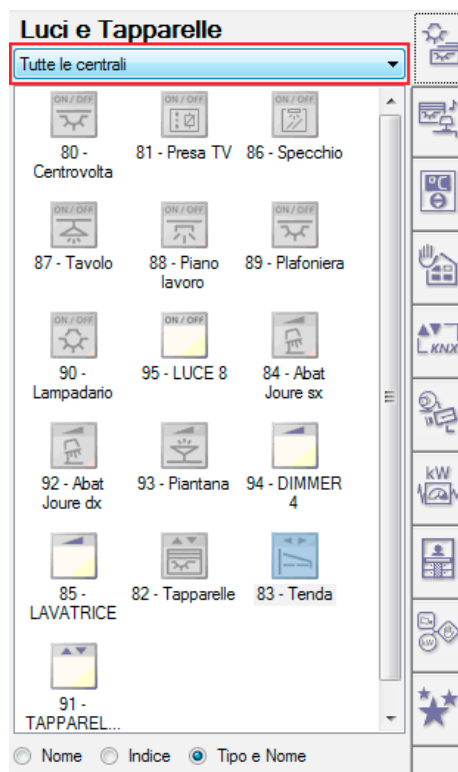 Luci e Tapparelle
Tutte le centrali
ON / OFF ON / OFF ON / OFF
80 - 81 - Presa TV 86 - Specchio
Centrovolta
ON / OFF ON / OFF ON / OFF
87 - Tavolo 88 - Piano 89 - Plafoniera
lavoro
ON / OFF ON / OFF
90 - 95 - LUCE 8 84 - Abat
Lampadario Joure sx
92 - Abat 93 - Piantana 94 - DIMMER
Joure dx 4
85 - 82 - Tapparelle 83 - Tenda
LAVATRICE
91 -
TAPPAREL...
Nome Indice Tipo e Nome
°C
KNX
kW
kW